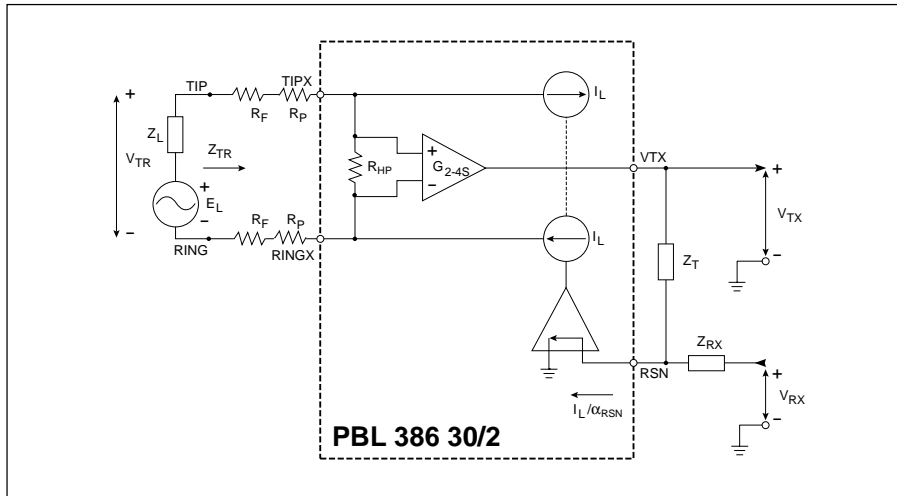 TIP
TIPX
R_F
R_P
I_L
+
Z_L
Z_TR
V_TR
+
−
E_L
−
R_HP
+
−
G_2-4S
VTX
+
V_TX
−
R_F
R_P
RING
RINGX
I_L
Z_T
Z_RX
RSN
+
V_RX
−
I_L/α_RSN
PBL 386 30/2